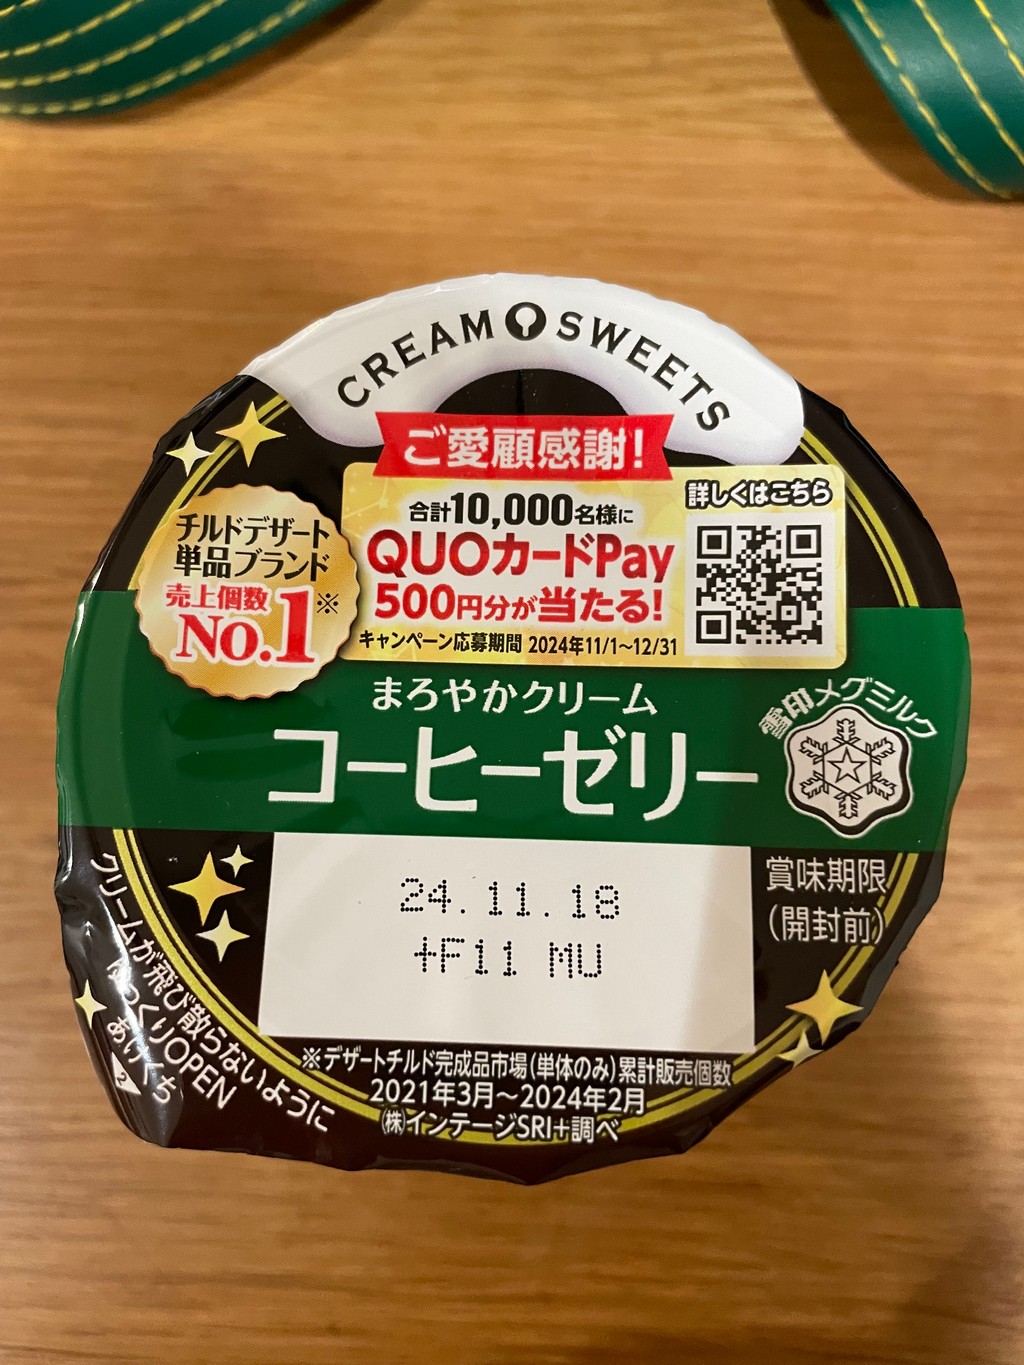 CREAM SWEETS
ご愛顧感謝!
合計10,000名様に
QUOカードPay
500円分が当たる!
キャンペーン応募期間 2024年11/1〜12/31
詳しくはこちら
チルドデザート
単品ブランド
売上個数
No.1※
まろやかクリーム
コーヒーゼリー
雪印メグミルク
24.11.18
+F11 MU
賞味期限
(開封前)
クリームが飛び散らないように
ゆっくりOPEN
あけくち
2
※デザートチルド完成品市場(単体のみ)累計販売個数
2021年3月〜2024年2月
㈱インテージSRI+調べ